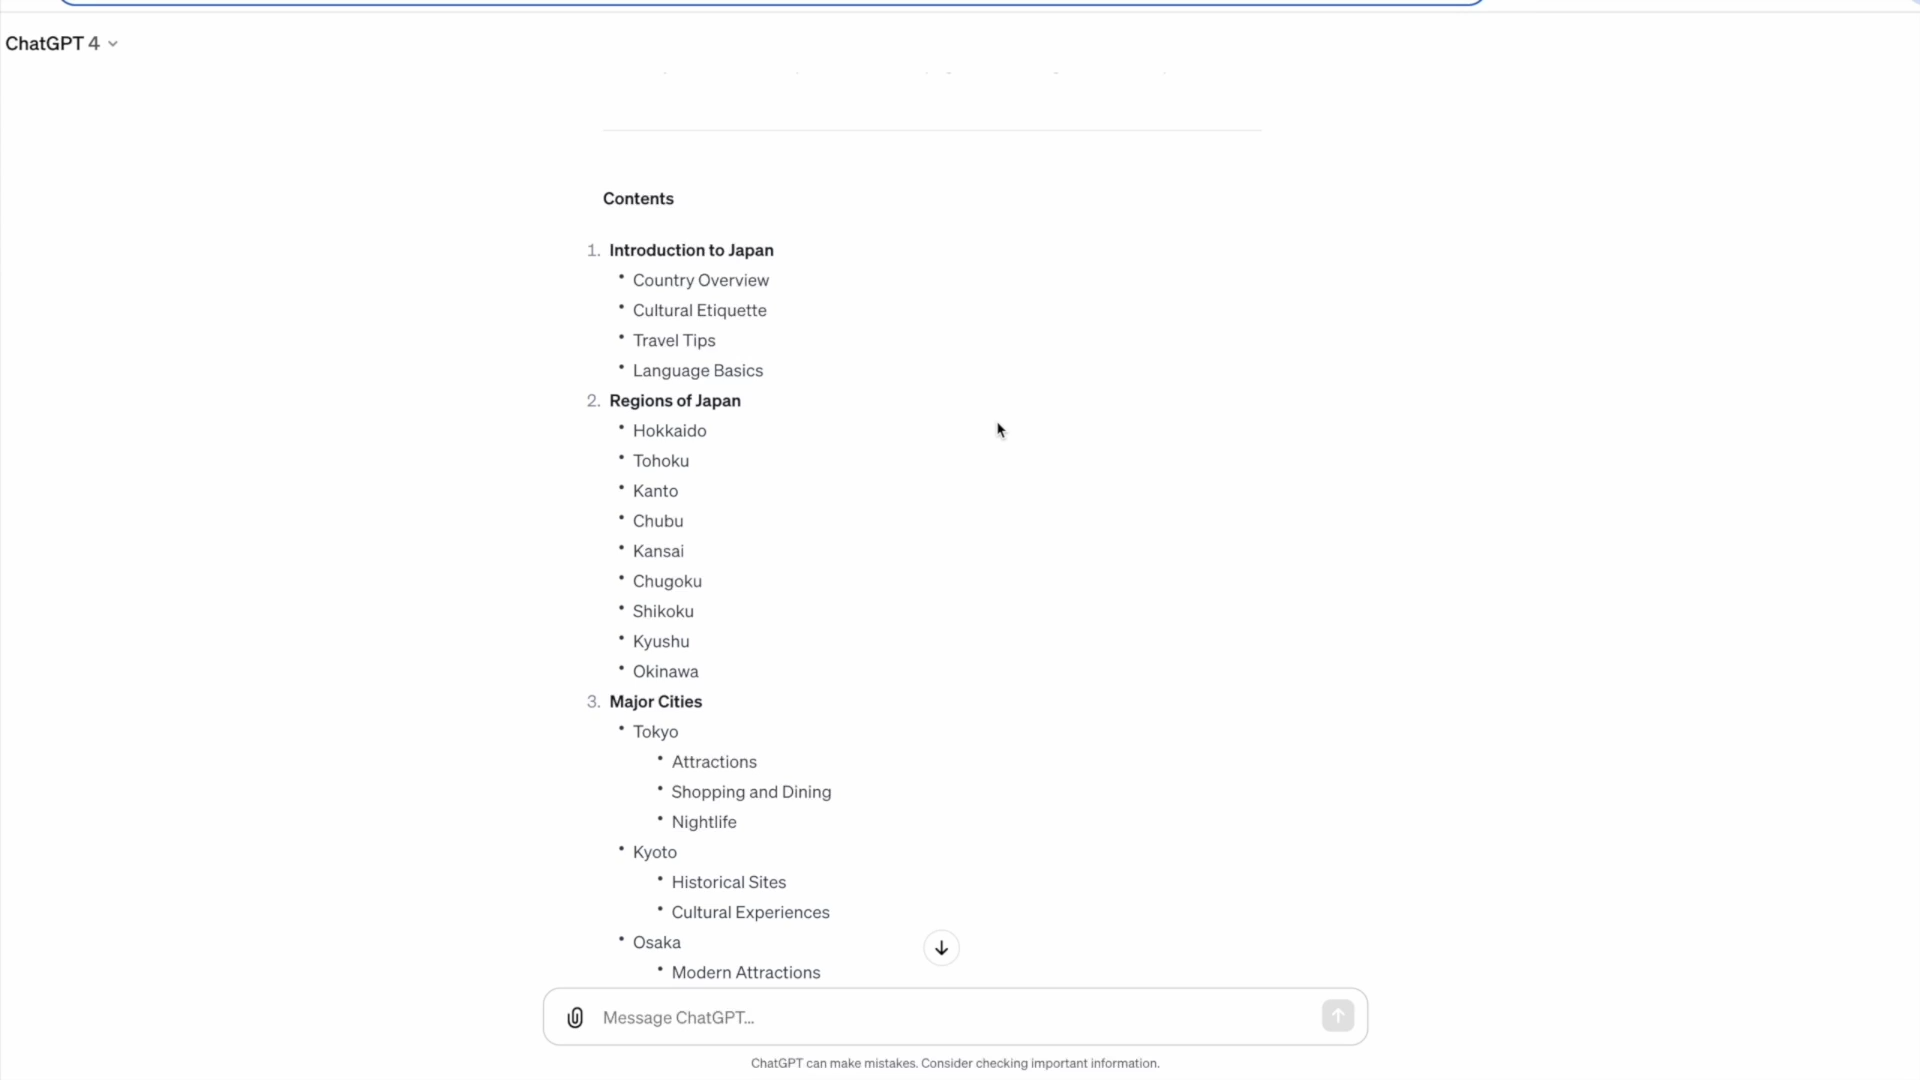 ChatGPT 4
Contents
1. Introduction to Japan
• Country Overview
• Cultural Etiquette
• Travel Tips
• Language Basics
2. Regions of Japan
• Hokkaido
• Tohoku
• Kanto
• Chubu
• Kansai
• Chugoku
• Shikoku
• Kyushu
• Okinawa
3. Major Cities
• Tokyo
• Attractions
• Shopping and Dining
• Nightlife
• Kyoto
• Historical Sites
• Cultural Experiences
• Osaka
• Modern Attractions
Message ChatGPT...
ChatGPT can make mistakes. Consider checking important information.